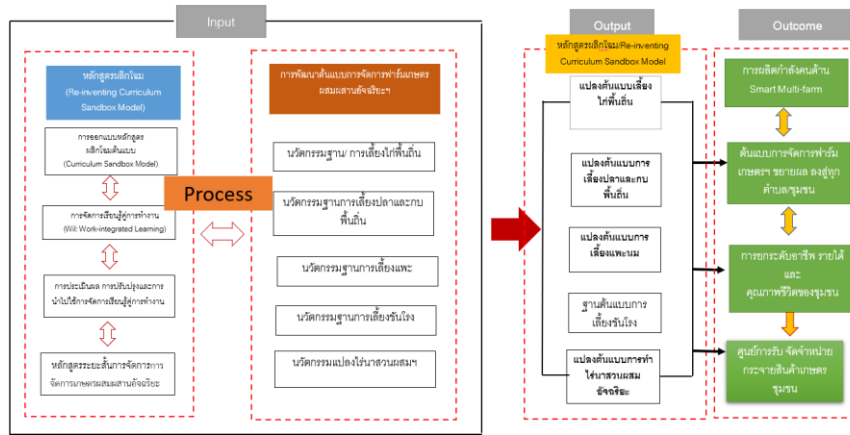 Input
หลักสูตรผลิกโฉม
(Re-inventing Curriculum
Sandbox Model)
การออกแบบหลักสูตร
ผลิกโฉมต้นแบบ
(Curriculum Sandbox Model)
การจัดการเรียนรู้คู่การทำงาน
(Wil: Work-integrated Learning)
การประเมินผล การปรับปรุงและการ
นำไปใช้การจัดการเรียนรู้คู่การทำงาน
หลักสูตรระยะสั้นการจัดการการ
จัดการเกษตรผสมผสานอัจฉริยะ
Process
การพัฒนาต้นแบบการจัดการฟาร์มเกษตร
ผสมผสานอัจฉริยะฯ
นวัตกรรมฐาน/ การเลี้ยงไก่พื้นถิ่น
นวัตกรรมฐานการเลี้ยงปลาและกบ
พื้นถิ่น
นวัตกรรมฐานการเลี้ยงแพะ
นวัตกรรมฐานการเลี้ยงชันโรง
นวัตกรรมแปลงไร่นาสวนผสมฯ
Output
หลักสูตรผลิกโฉม/Re-inventing
Curriculum Sandbox Model
แปลงต้นแบบเลี้ยง
ไก่พื้นถิ่น
แปลงต้นแบบการ
เลี้ยงปลาและกบ
พื้นถิ่น
แปลงต้นแบบการ
เลี้ยงแพะนม
ฐานต้นแบบการ
เลี้ยงชันโรง
แปลงต้นแบบการทำ
ไร่นาสวนผสม
อัจฉริยะ
Outcome
การผลิตกำลังคนด้าน
Smart Multi-farm
ต้นแบบการจัดการฟาร์ม
เกษตรฯ ขยายผล ลงสู่ทุก
ตำบล/ชุมชน
การยกระดับอาชีพ รายได้
และ
คุณภาพชีวิตของชุมชน
ศูนย์การรับ จัดจำหน่าย
กระจายสินค้าเกษตร
ชุมชน